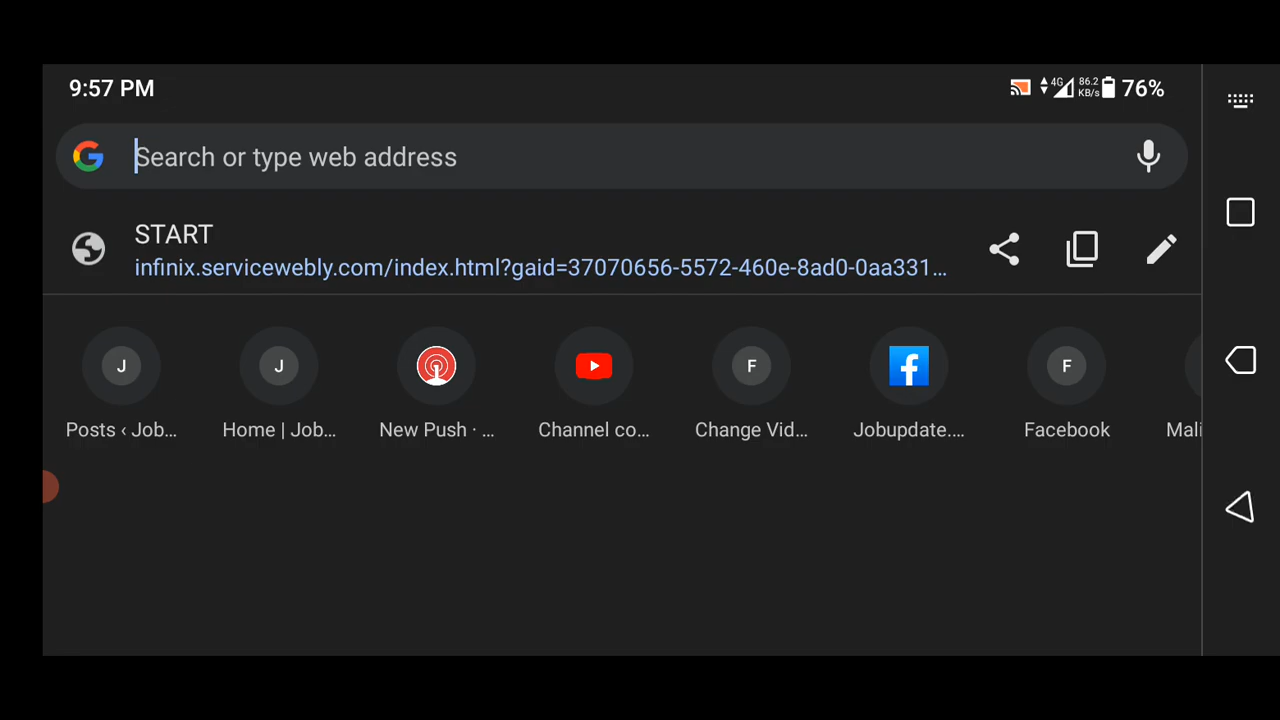 9:57 PM
4G 86.2 KB/s 76%
Search or type web address
START
infinix.servicewebly.com/index.html?gaid=37070656-5572-460e-8ad0-0aa331...
J J F F
Posts ‹ Job... Home | Job... New Push · ... Channel co... Change Vid... Jobupdate.... Facebook Mali